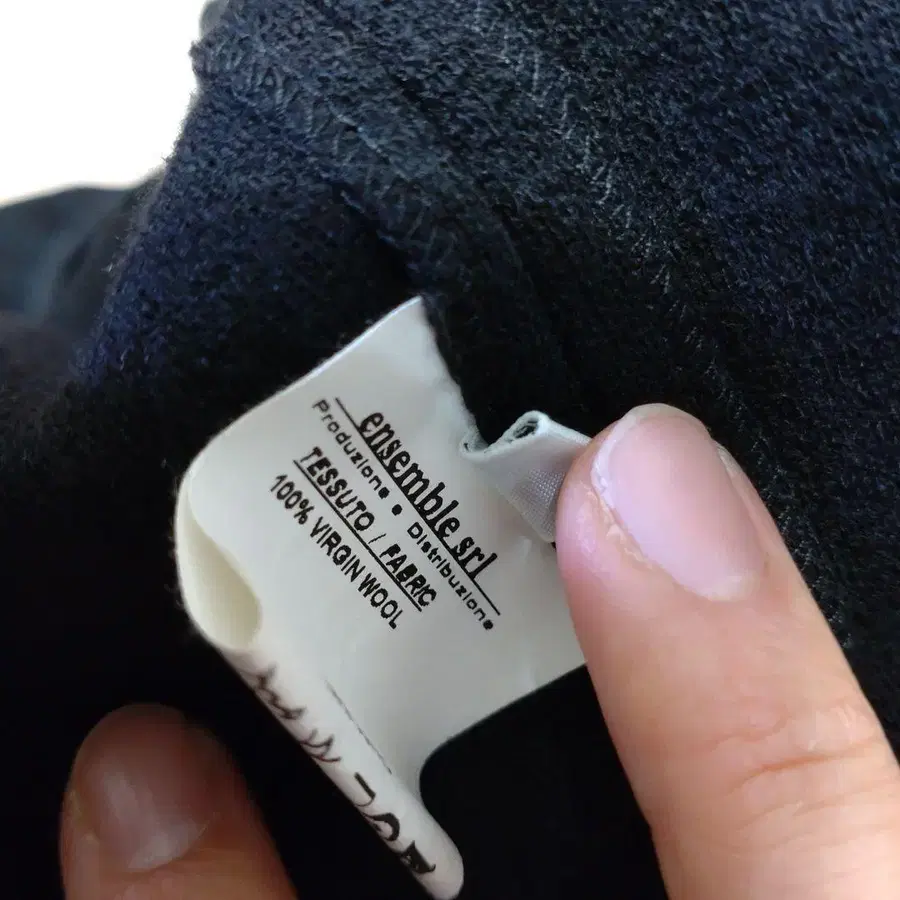 ensemble srl
Produzione • Distribuzione
TESSUTO / FABRIC
100% VIRGIN WOOL